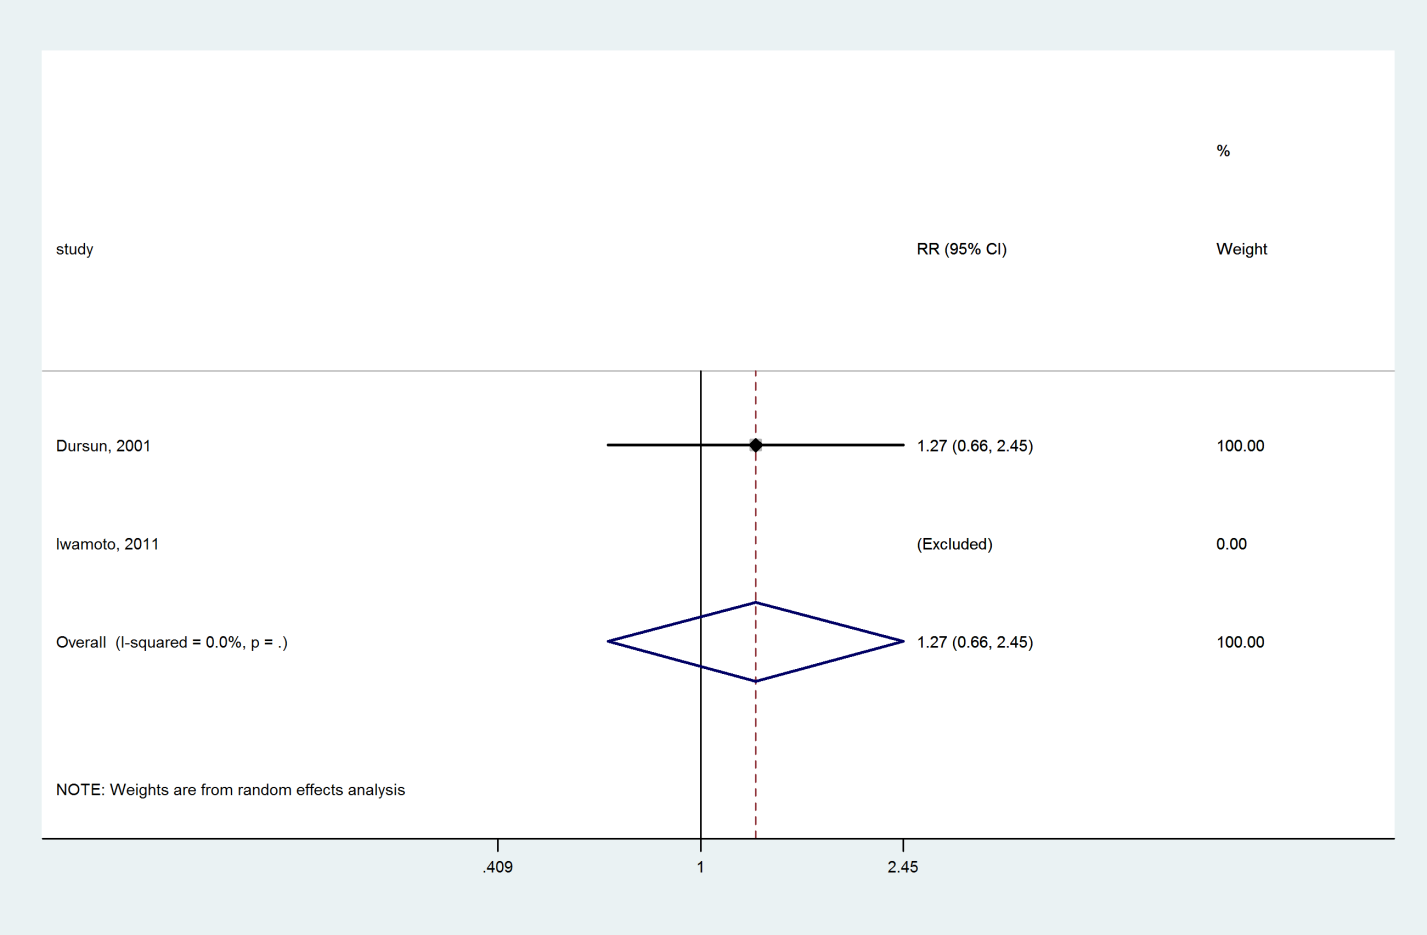 %
study RR (95% CI) Weight
Dursun, 2001 1.27 (0.66, 2.45) 100.00
Iwamoto, 2011 (Excluded) 0.00
Overall (I-squared = 0.0%, p = .) 1.27 (0.66, 2.45) 100.00
NOTE: Weights are from random effects analysis
.409 1 2.45